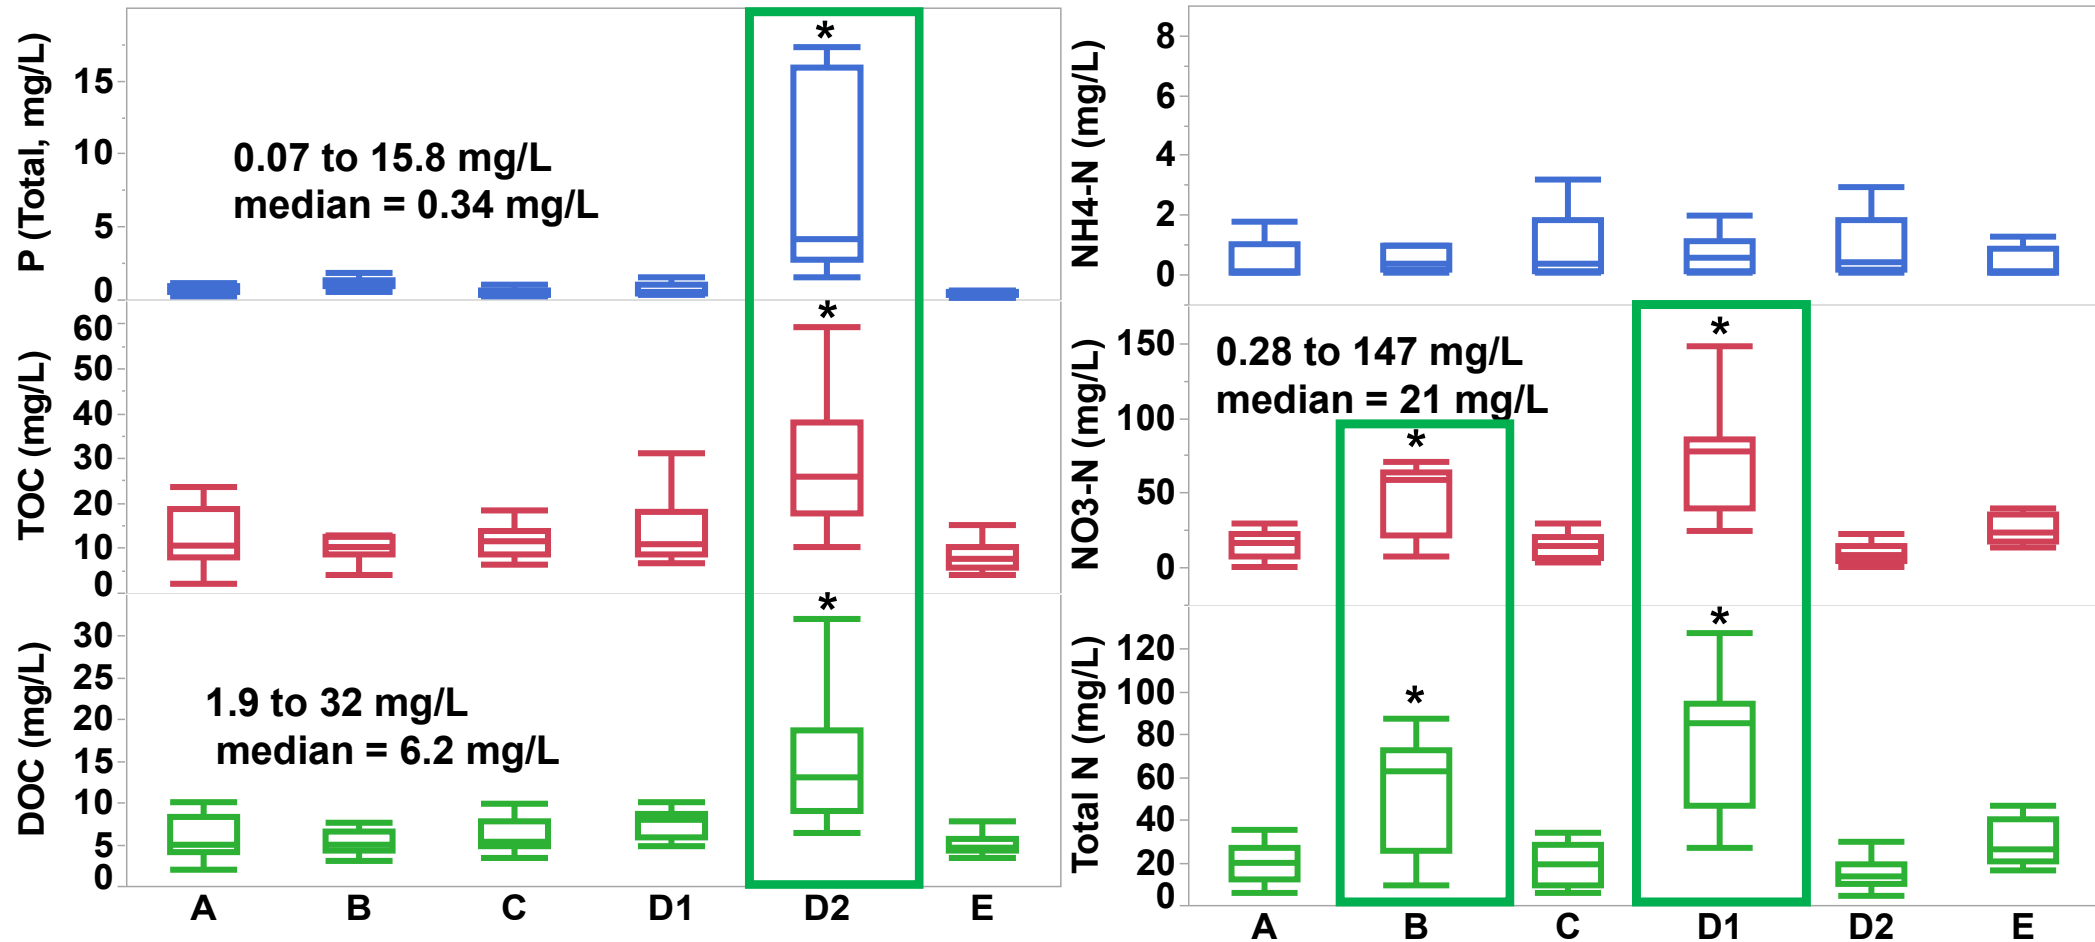 P (Total, mg/L)
15
10
5
0
*
0.07 to 15.8 mg/L
median = 0.34 mg/L
TOC (mg/L)
60
50
40
30
20
10
0
*
DOC (mg/L)
30
25
20
15
10
5
0
*
1.9 to 32 mg/L
median = 6.2 mg/L
A B C D1 D2 E
NH4-N (mg/L)
8
6
4
2
0
NO3-N (mg/L)
150
100
50
0
0.28 to 147 mg/L
median = 21 mg/L
*
*
Total N (mg/L)
120
100
80
60
40
20
0
*
*
A B C D1 D2 E